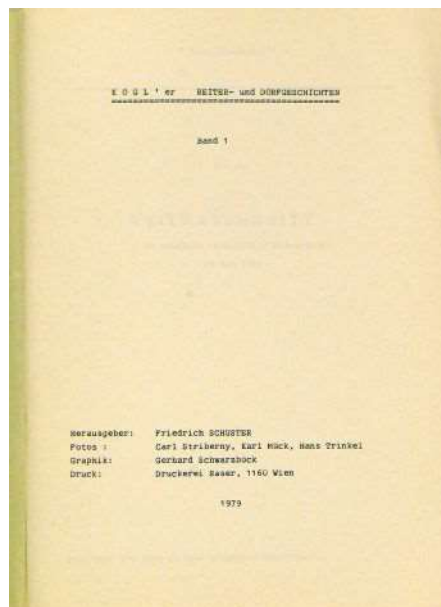 K O G L ' er REITER- und DORFGESCHICHTEN
Band 1
Herausgeber: Friedrich SCHUSTER
Fotos : Carl Striberny, Karl Mück, Hans Trinkel
Graphik: Gerhard Schwarzböck
Druck: Druckerei Bauer, 1160 Wien
1979